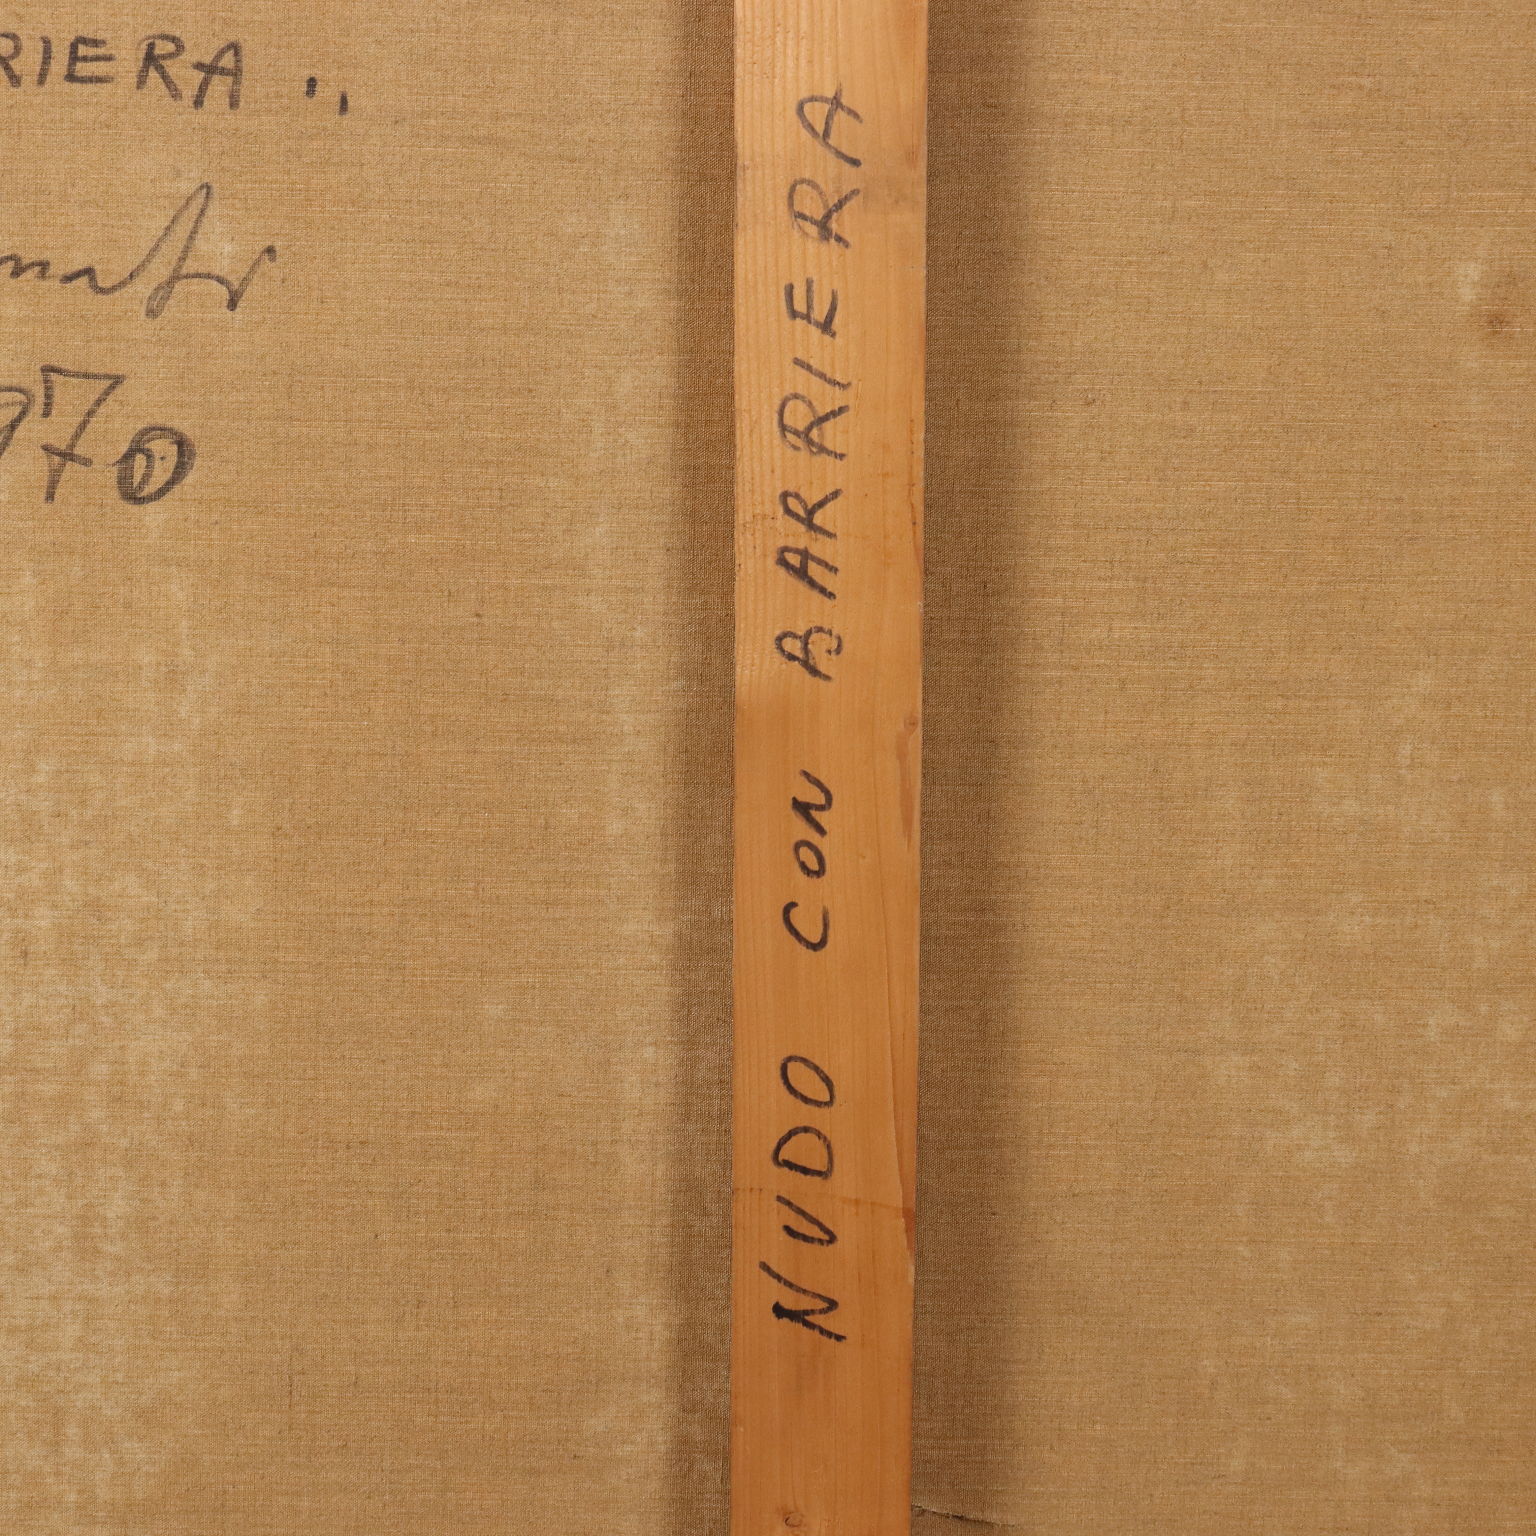 RIERA "
970
NUDO CON BARRIERA